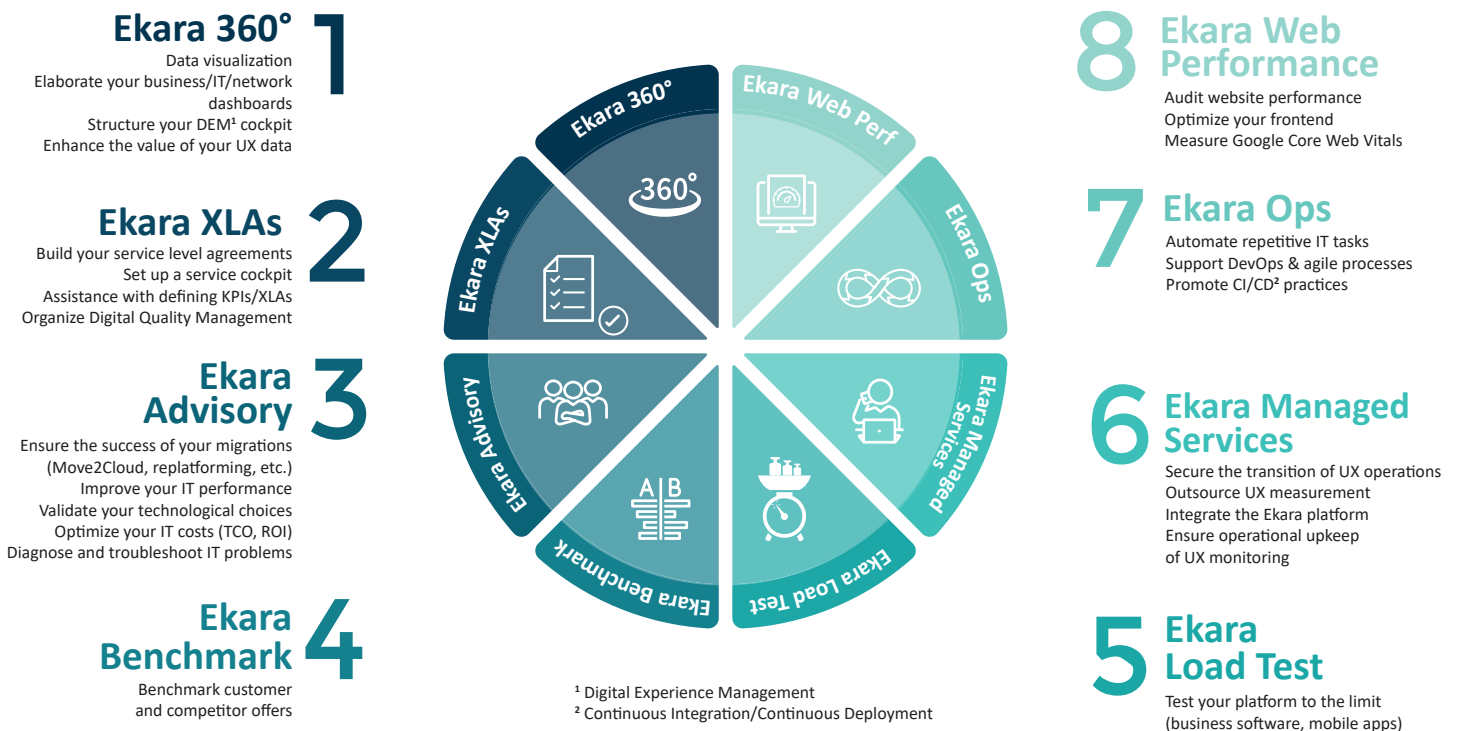 1
Ekara 360°
Data visualization
Elaborate your business/IT/network
dashboards
Structure your DEM¹ cockpit
Enhance the value of your UX data
2
Ekara XLAs
Build your service level agreements
Set up a service cockpit
Assistance with defining KPIs/XLAs
Organize Digital Quality Management
3
Ekara
Advisory
Ensure the success of your migrations
(Move2Cloud, replatforming, etc.)
Improve your IT performance
Validate your technological choices
Optimize your IT costs (TCO, ROI)
Diagnose and troubleshoot IT problems
4
Ekara
Benchmark
Benchmark customer
and competitor offers
Ekara 360°
360°
Ekara Web Perf
Ekara XLAs
Ekara Ops
Ekara Advisory
Ekara Managed
Services
A B
Ekara Benchmark
Ekara Load Test
¹ Digital Experience Management
² Continuous Integration/Continuous Deployment
8
Ekara Web
Performance
Audit website performance
Optimize your frontend
Measure Google Core Web Vitals
7
Ekara Ops
Automate repetitive IT tasks
Support DevOps & agile processes
Promote CI/CD² practices
6
Ekara Managed
Services
Secure the transition of UX operations
Outsource UX measurement
Integrate the Ekara platform
Ensure operational upkeep
of UX monitoring
5
Ekara
Load Test
Test your platform to the limit
(business software, mobile apps)